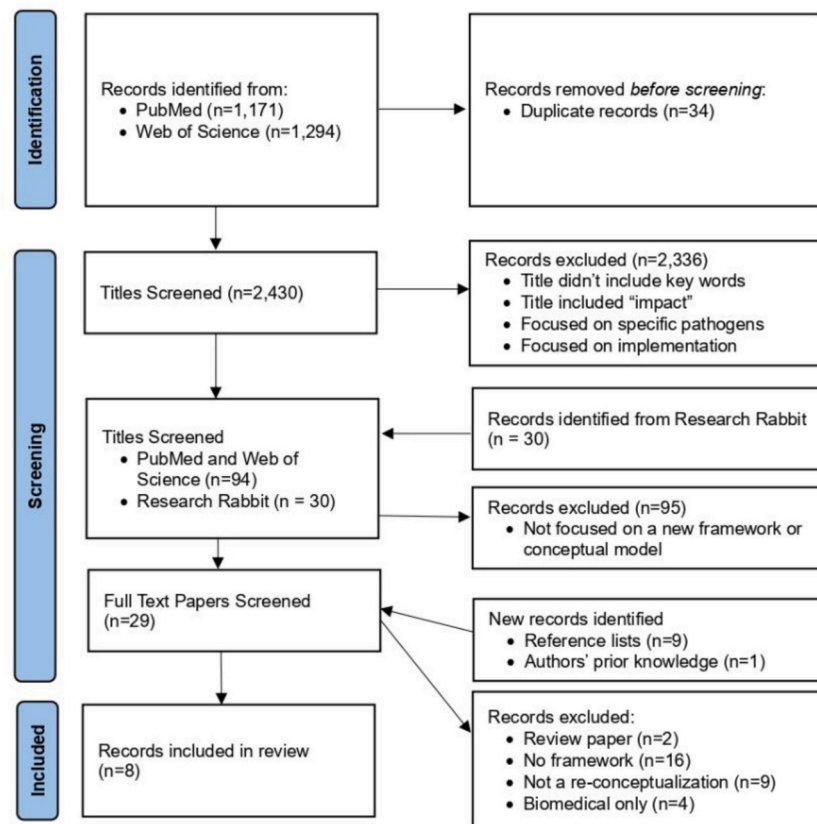 Identification
Records identified from:
• PubMed (n=1,171)
• Web of Science (n=1,294)
Records removed before screening:
• Duplicate records (n=34)
Screening
Titles Screened (n=2,430)
Records excluded (n=2,336)
• Title didn’t include key words
• Title included “impact”
• Focused on specific pathogens
• Focused on implementation
Titles Screened
• PubMed and Web of
Science (n=94)
• Research Rabbit (n = 30)
Records identified from Research Rabbit
(n = 30)
Records excluded (n=95)
• Not focused on a new framework or
conceptual model
Full Text Papers Screened
(n=29)
New records identified
• Reference lists (n=9)
• Authors’ prior knowledge (n=1)
Included
Records included in review
(n=8)
Records excluded:
• Review paper (n=2)
• No framework (n=16)
• Not a re-conceptualization (n=9)
• Biomedical only (n=4)